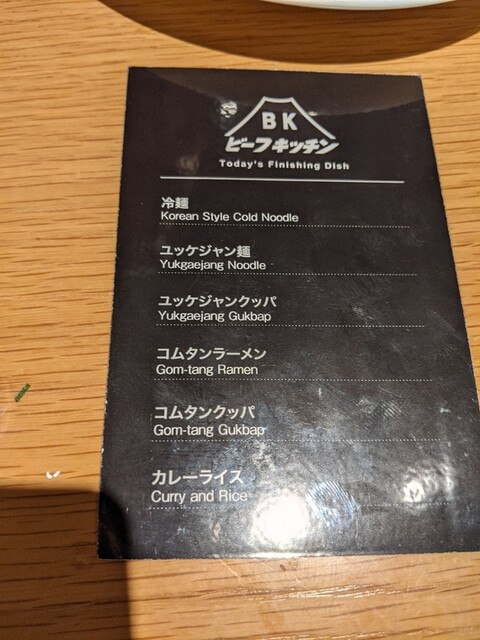 BK
ビーフキッチン
Today's Finishing Dish
冷麺
Korean Style Cold Noodle
ユッケジャン麺
Yukgaejang Noodle
ユッケジャンクッパ
Yukgaejang Gukbap
コムタンラーメン
Gom-tang Ramen
コムタンクッパ
Gom-tang Gukbap
カレーライス
Curry and Rice